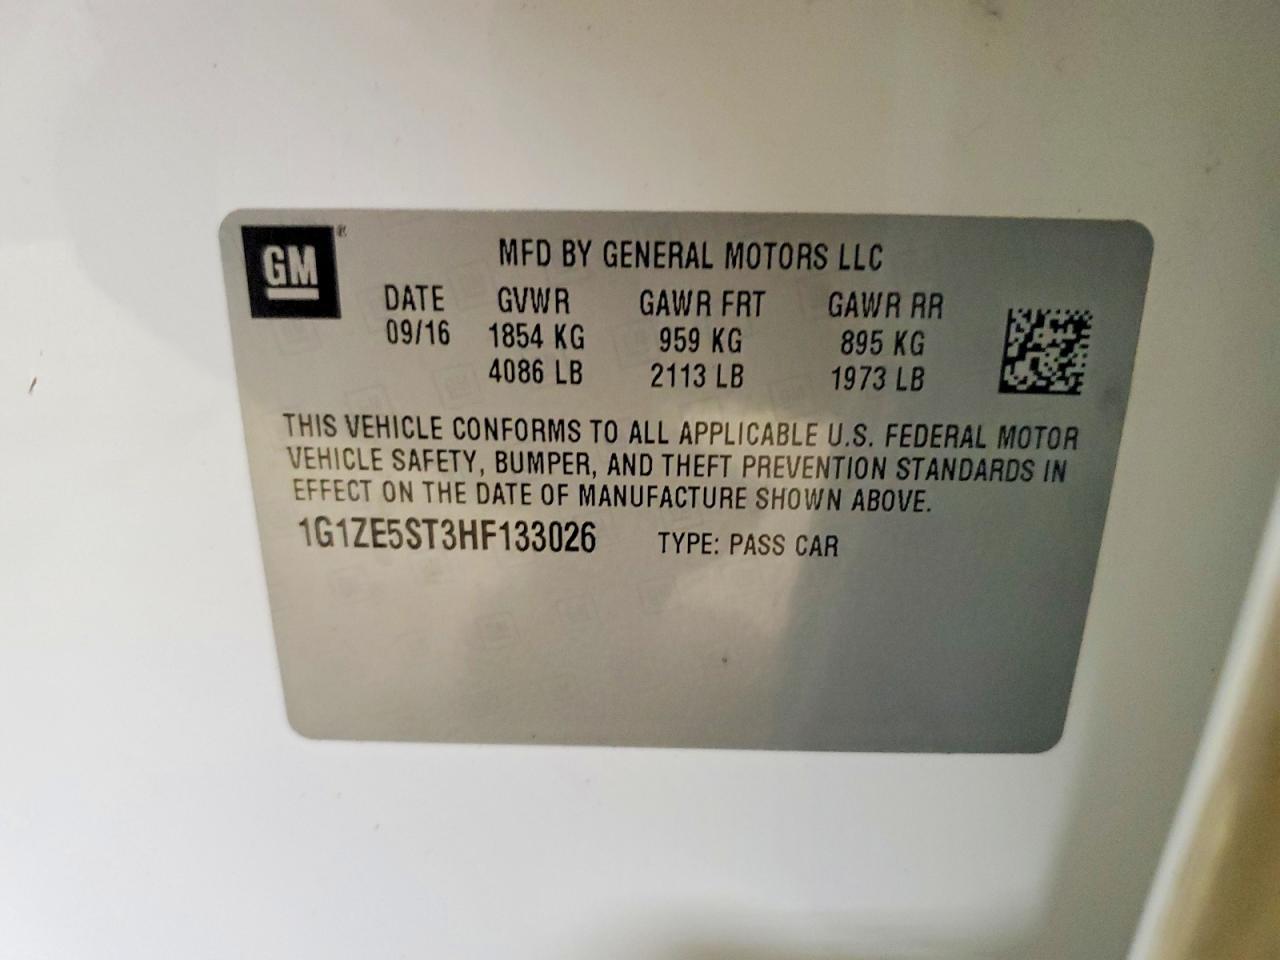 GM®
MFD BY GENERAL MOTORS LLC
DATE GVWR GAWR FRT GAWR RR
09/16 1854 KG 959 KG 895 KG
4086 LB 2113 LB 1973 LB
THIS VEHICLE CONFORMS TO ALL APPLICABLE U.S. FEDERAL MOTOR
VEHICLE SAFETY, BUMPER, AND THEFT PREVENTION STANDARDS IN
EFFECT ON THE DATE OF MANUFACTURE SHOWN ABOVE.
1G1ZE5ST3HF133026 TYPE: PASS CAR